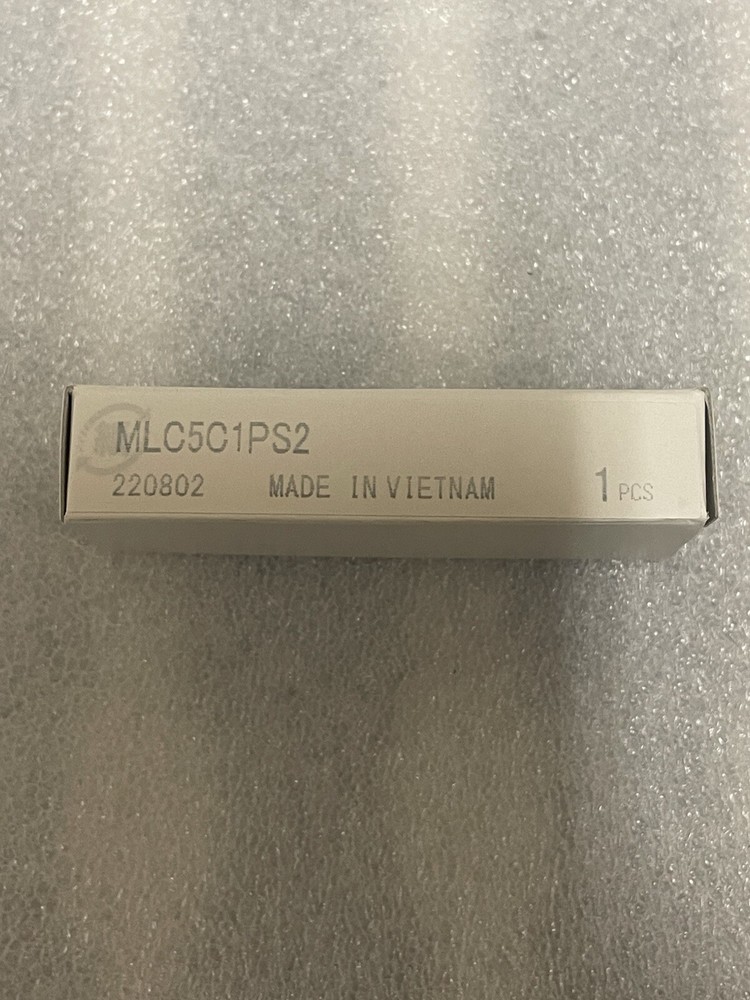 MLC5C1PS2
220802 MADE IN VIETNAM 1 PCS